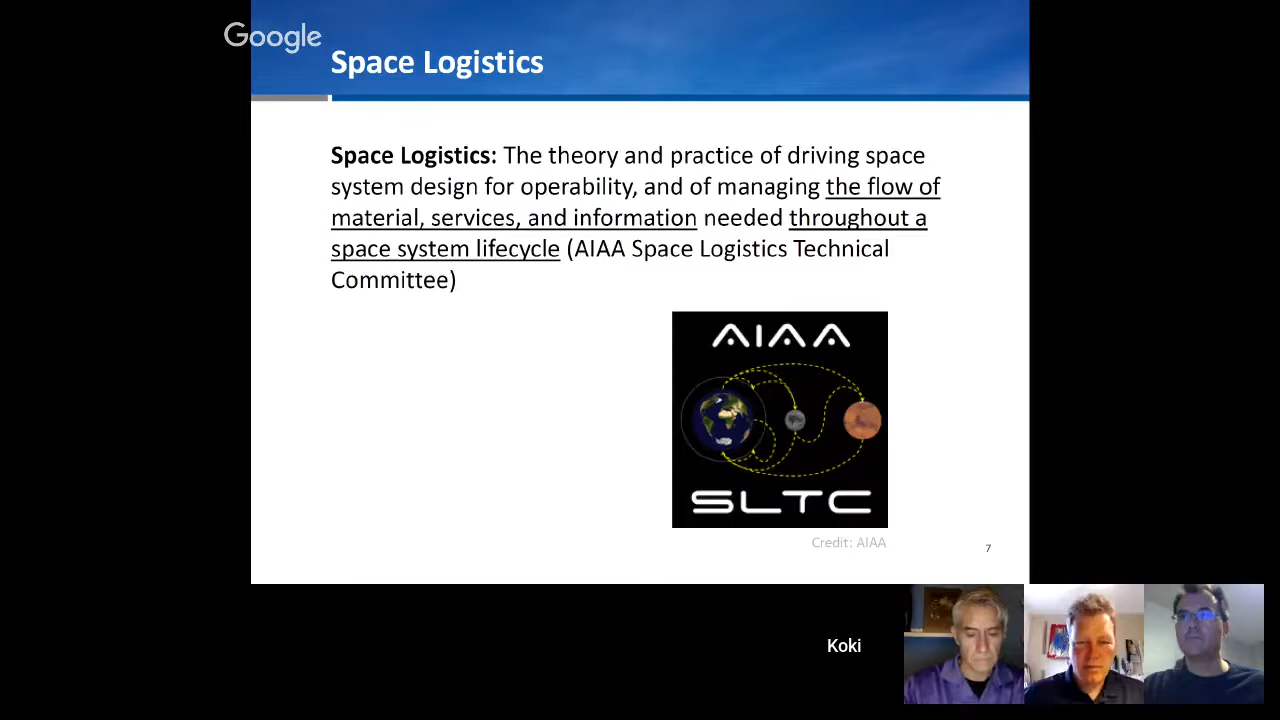 Google
Space Logistics
Space Logistics: The theory and practice of driving space
system design for operability, and of managing the flow of
material, services, and information needed throughout a
space system lifecycle (AIAA Space Logistics Technical
Committee)
AIAA
SLTC
Credit: AIAA
7
Koki